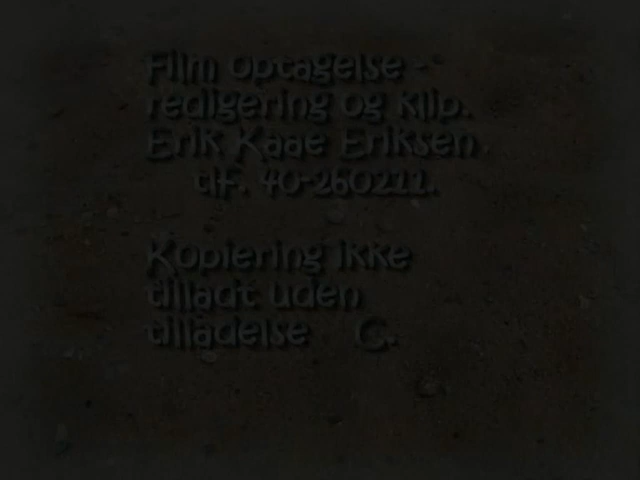 Film optagelse -
redigering og klip.
Erik Kaae Eriksen.
tlf. 40-260211.
Kopiering ikke
tilladt uden
tilladelse C.